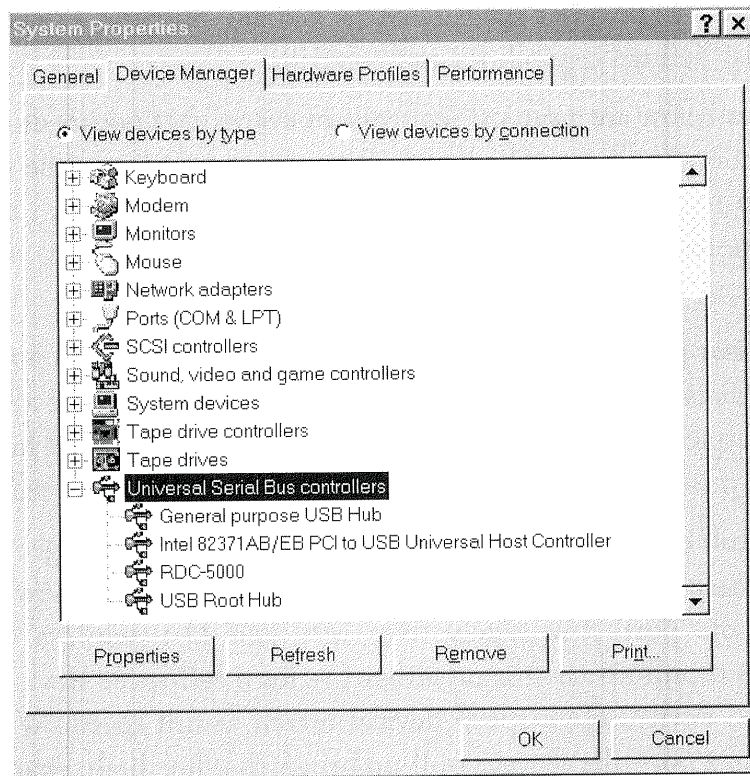 System Properties
General Device Manager Hardware Profiles Performance
View devices by type View devices by connection
Keyboard
Modem
Monitors
Mouse
Network adapters
Ports (COM & LPT)
SCSI controllers
Sound, video and game controllers
System devices
Tape drive controllers
Tape drives
Universal Serial Bus controllers
General purpose USB Hub
Intel 82371AB/EB PCI to USB Universal Host Controller
RDC-5000
USB Root Hub
Properties Refresh Remove Print...
OK Cancel